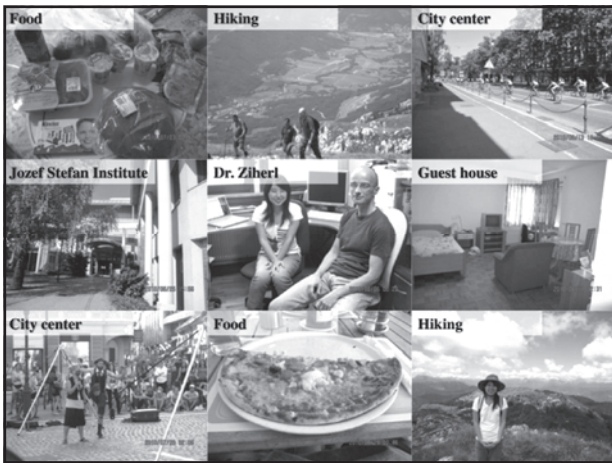 Food
Hiking
City center
Jozef Stefan Institute
Dr. Ziherl
Guest house
City center
Food
Hiking